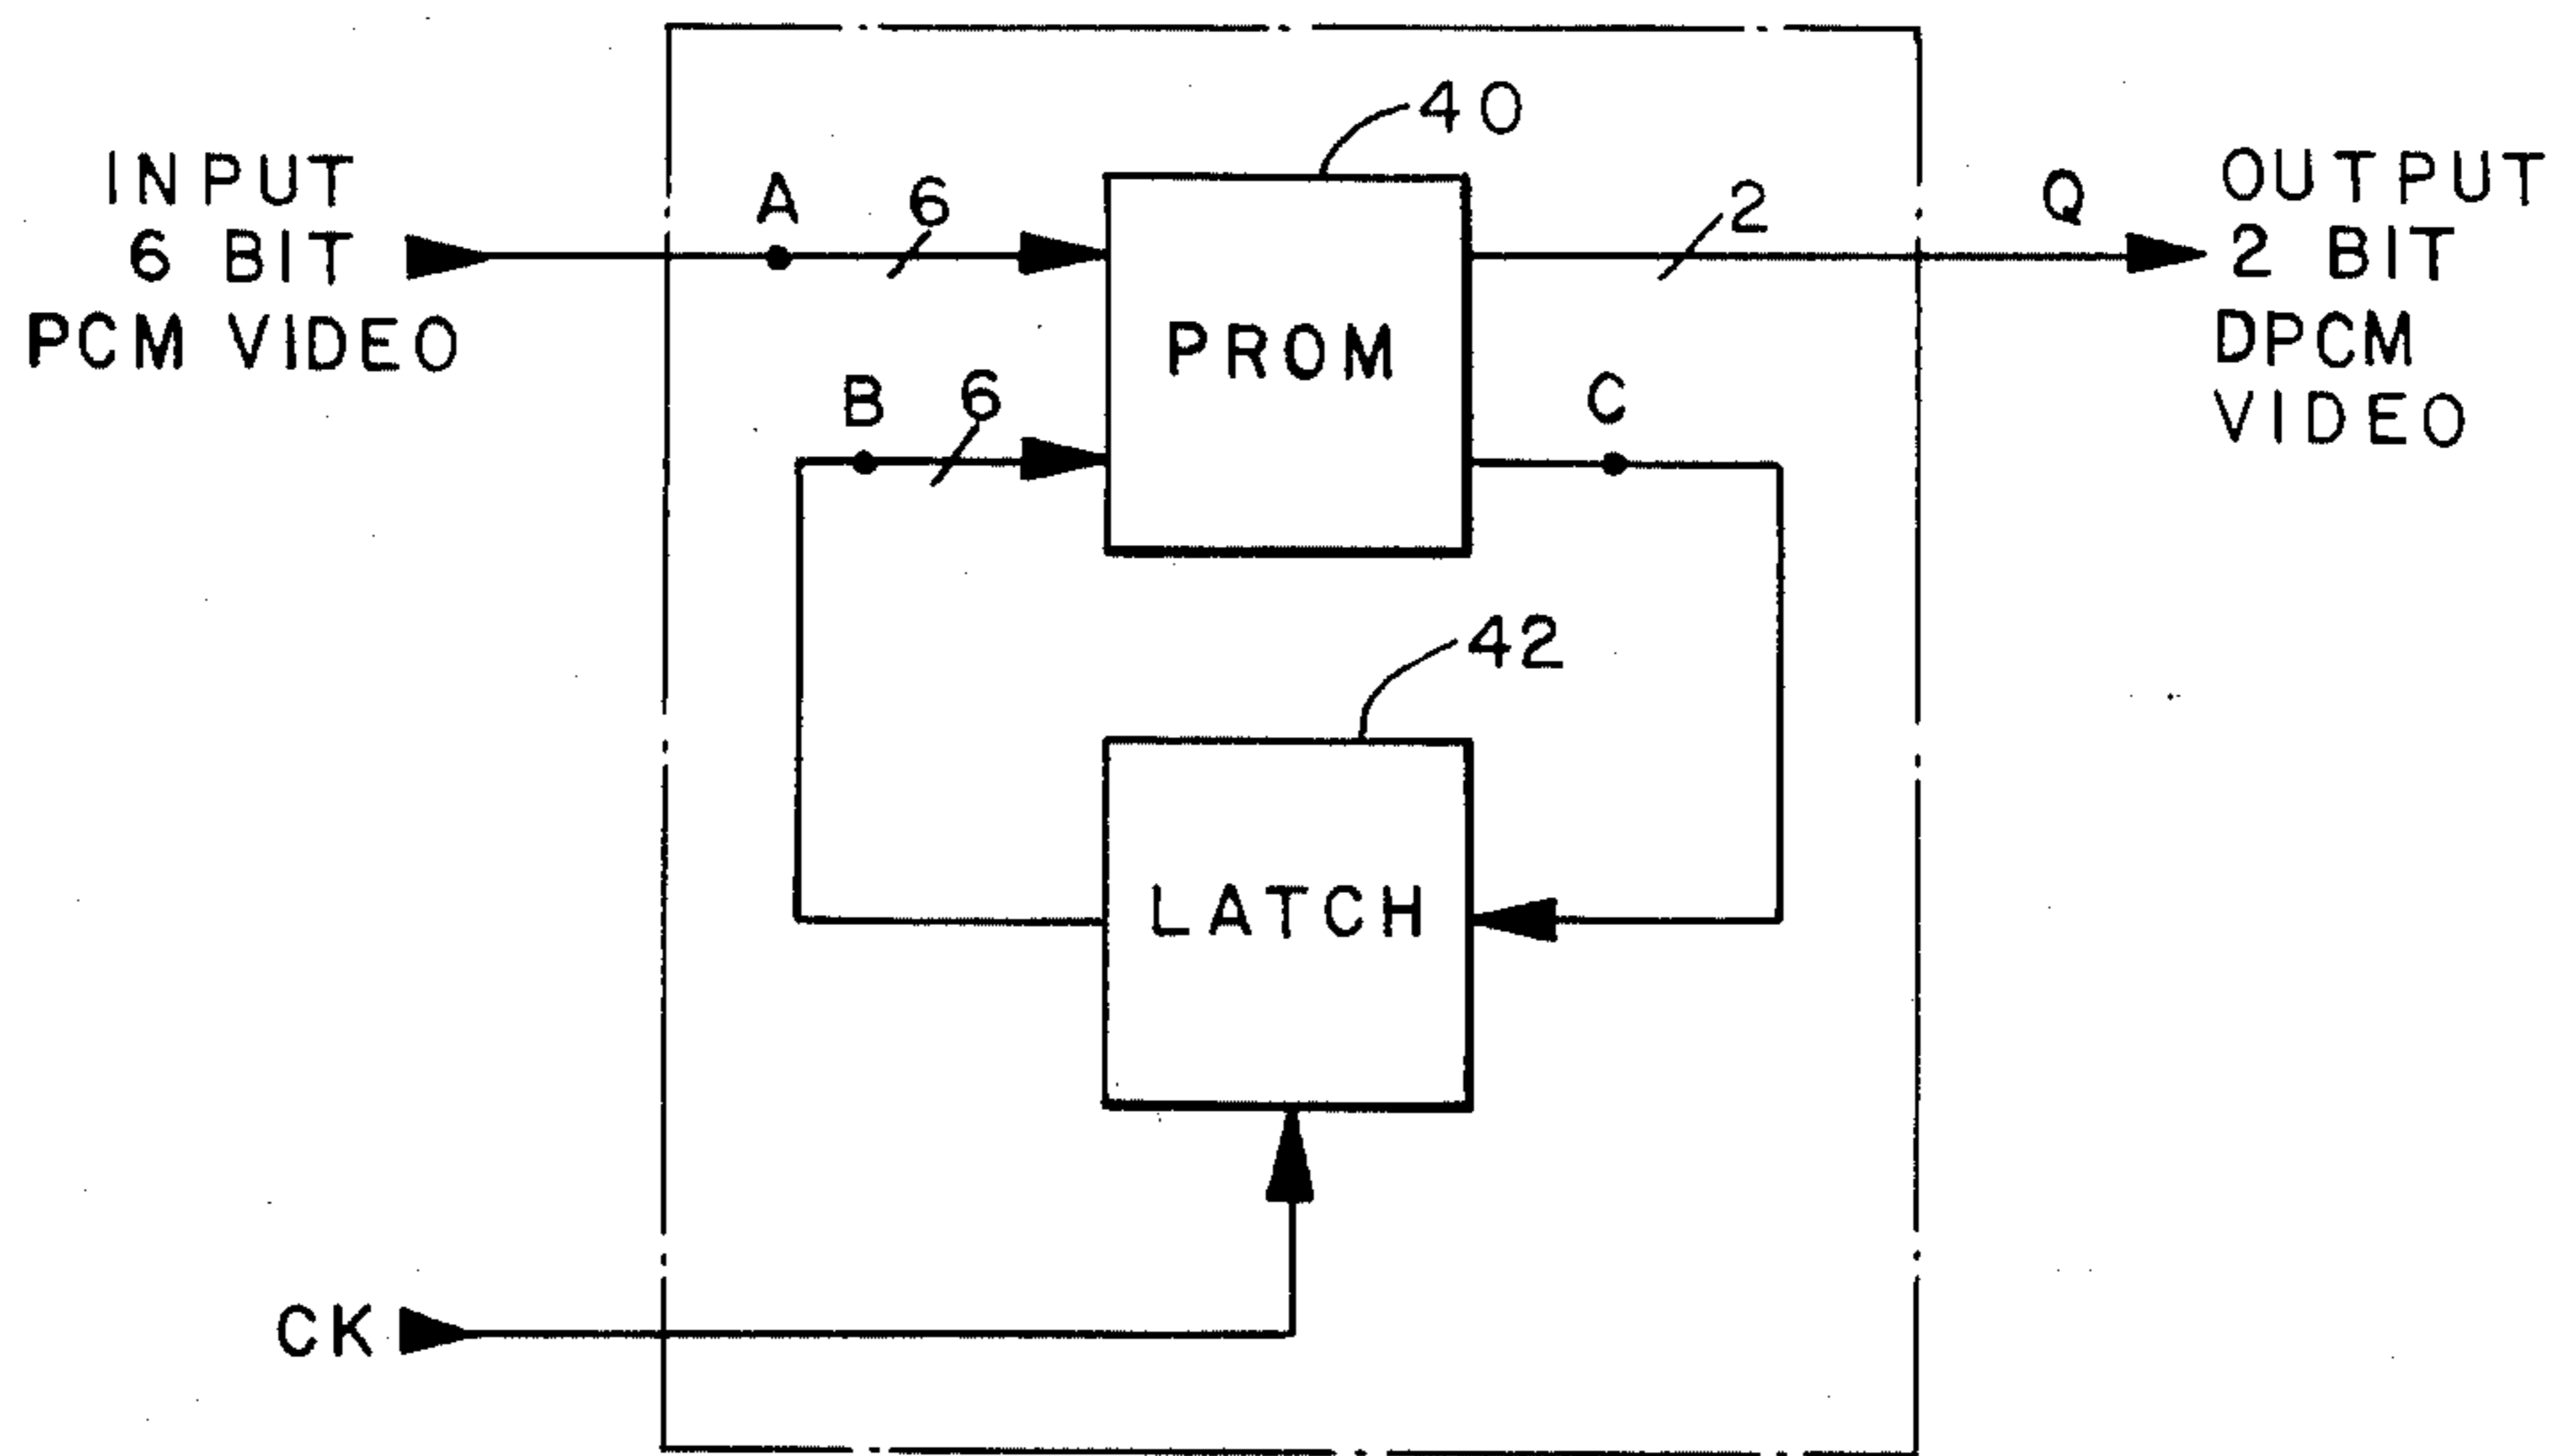 INPUT
6 BIT
PCM VIDEO
A
6
40
PROM
2
Q
OUTPUT
2 BIT
DPCM
VIDEO
B
6
C
42
LATCH
CK